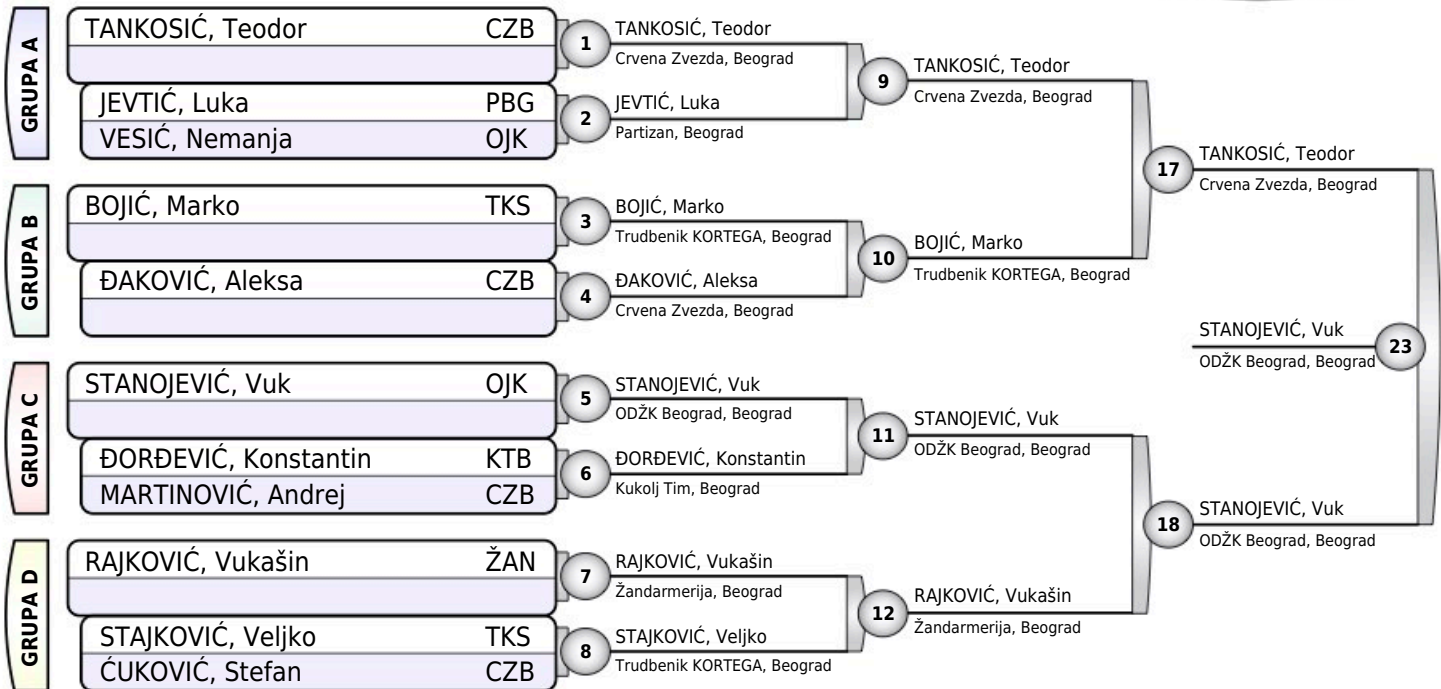 GRUPA A
TANKOSIĆ, Teodor CZB
JEVTIĆ, Luka PBG
VESIĆ, Nemanja OJK
GRUPA B
BOJIĆ, Marko TKS
ĐAKOVIĆ, Aleksa CZB
GRUPA C
STANOJEVIĆ, Vuk OJK
ĐORĐEVIĆ, Konstantin KTB
MARTINOVIĆ, Andrej CZB
GRUPA D
RAJKOVIĆ, Vukašin ŽAN
STAJKOVIĆ, Veljko TKS
ĆUKOVIĆ, Stefan CZB
1
TANKOSIĆ, Teodor
Crvena Zvezda, Beograd
2
JEVTIĆ, Luka
Partizan, Beograd
3
BOJIĆ, Marko
Trudbenik KORTEGA, Beograd
4
ĐAKOVIĆ, Aleksa
Crvena Zvezda, Beograd
5
STANOJEVIĆ, Vuk
ODŽK Beograd, Beograd
6
ĐORĐEVIĆ, Konstantin
Kukolj Tim, Beograd
7
RAJKOVIĆ, Vukašin
Žandarmerija, Beograd
8
STAJKOVIĆ, Veljko
Trudbenik KORTEGA, Beograd
9
TANKOSIĆ, Teodor
Crvena Zvezda, Beograd
10
BOJIĆ, Marko
Trudbenik KORTEGA, Beograd
11
STANOJEVIĆ, Vuk
ODŽK Beograd, Beograd
12
RAJKOVIĆ, Vukašin
Žandarmerija, Beograd
17
TANKOSIĆ, Teodor
Crvena Zvezda, Beograd
18
STANOJEVIĆ, Vuk
ODŽK Beograd, Beograd
STANOJEVIĆ, Vuk
ODŽK Beograd, Beograd
23